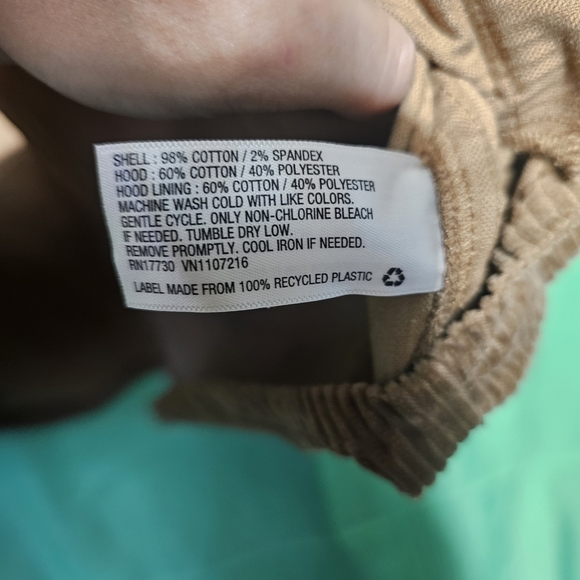 SHELL : 98% COTTON / 2% SPANDEX
HOOD : 60% COTTON / 40% POLYESTER
HOOD LINING : 60% COTTON / 40% POLYESTER
MACHINE WASH COLD WITH LIKE COLORS.
GENTLE CYCLE. ONLY NON-CHLORINE BLEACH
IF NEEDED. TUMBLE DRY LOW.
REMOVE PROMPTLY. COOL IRON IF NEEDED.
RN17730 VN1107216
LABEL MADE FROM 100% RECYCLED PLASTIC